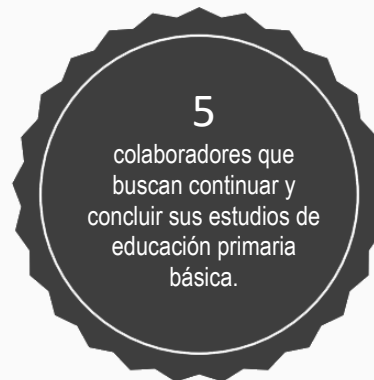 5
colaboradores que
buscan continuar y
concluir sus estudios de
educación primaria
básica.